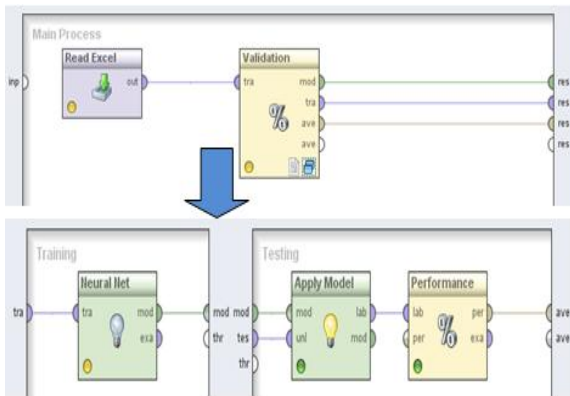 Main Process
Read Excel
Validation
inp
out
tra
mod
res
tra
res
ave
res
ave
res
Training
Testing
Neural Net
Apply Model
Performance
tra
tra
mod
mod
mod
mod
lab
lab
per
ave
exa
thr
tes
unl
mod
per
exa
ave
thr